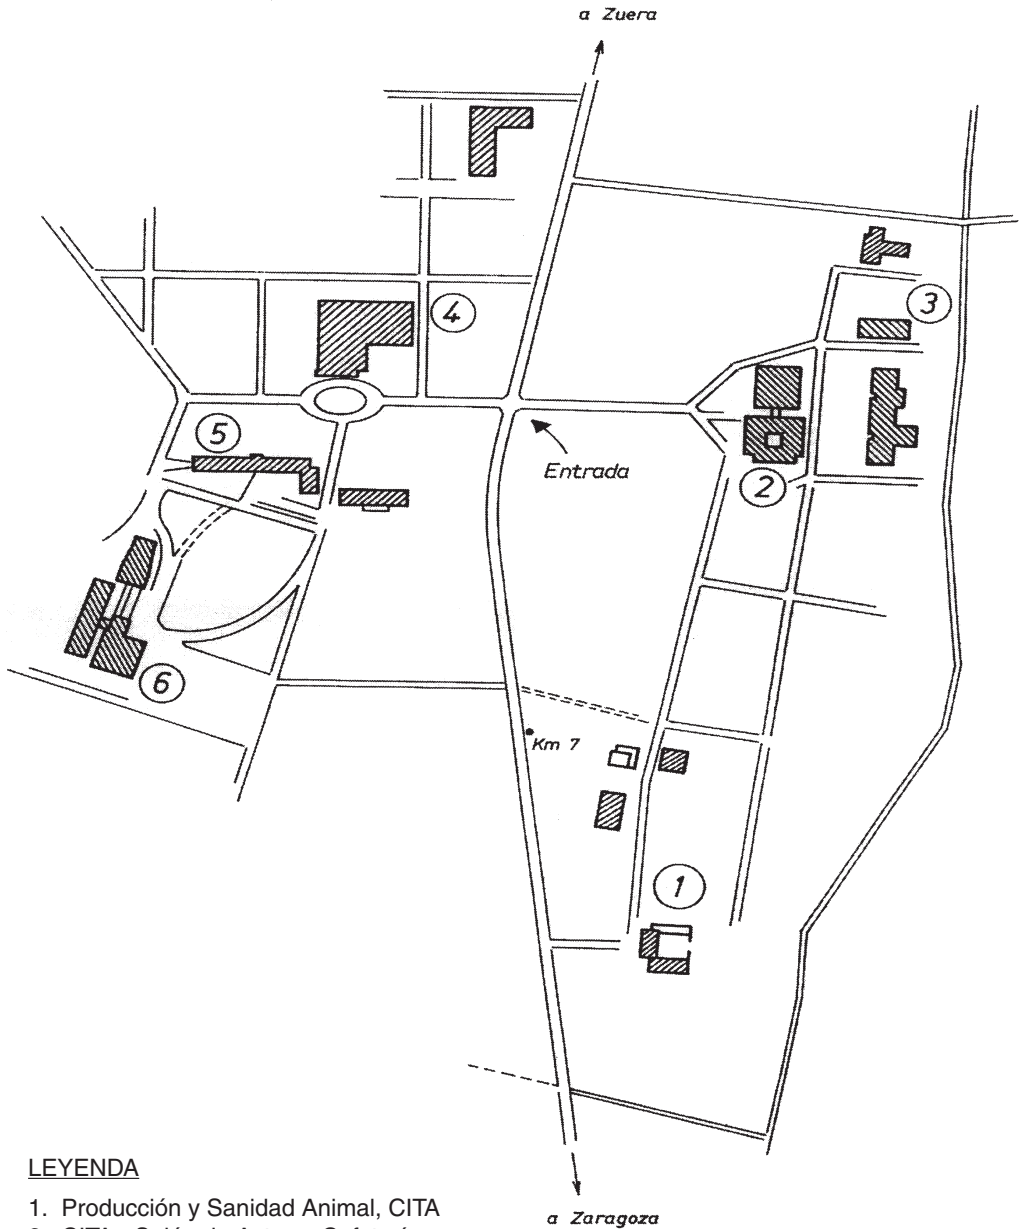 a Zuera
3
4
5
Entrada
2
6
Km 7
1
LEYENDA
1. Producción y Sanidad Animal, CITA
a Zaragoza